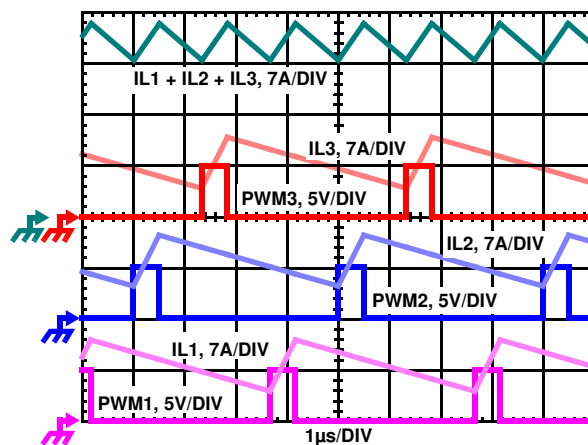 IL1 + IL2 + IL3, 7A/DIV
IL3, 7A/DIV
PWM3, 5V/DIV
IL2, 7A/DIV
PWM2, 5V/DIV
IL1, 7A/DIV
PWM1, 5V/DIV
1µs/DIV